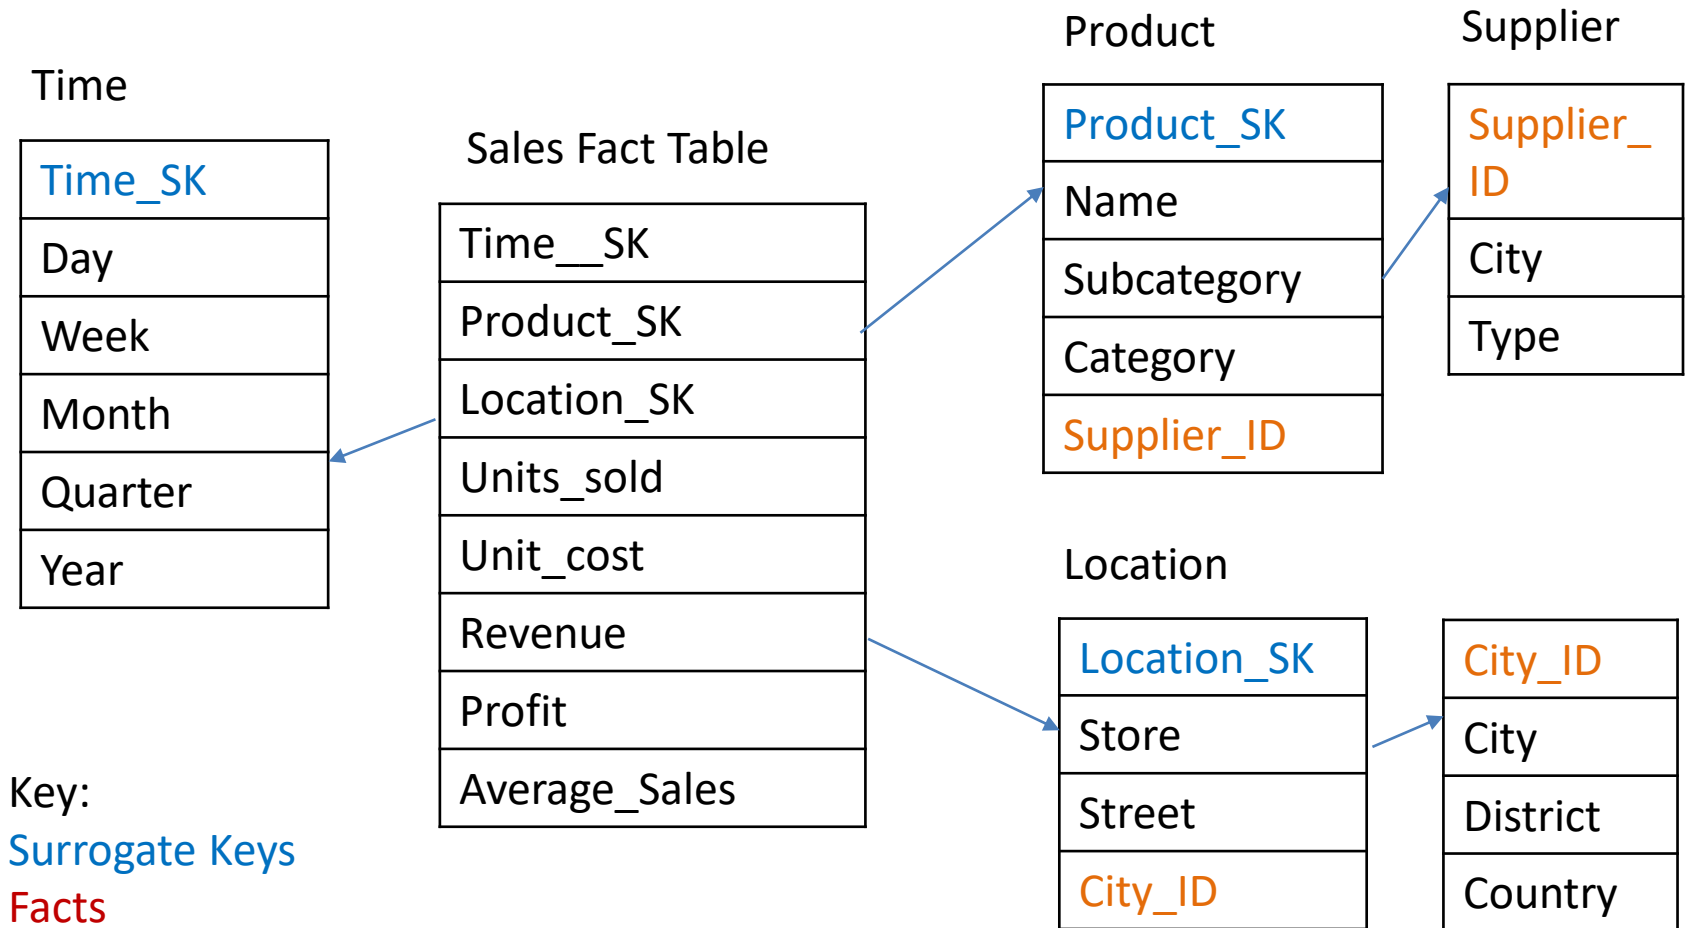 Time
Time_SK
Day
Week
Month
Quarter
Year
Sales Fact Table
Time__SK
Product_SK
Location_SK
Units_sold
Unit_cost
Revenue
Profit
Average_Sales
Product
Product_SK
Name
Subcategory
Category
Supplier_ID
Supplier
Supplier_
ID
City
Type
Location
Location_SK
Store
Street
City_ID
City_ID
City
District
Country
Key:
Surrogate Keys
Facts